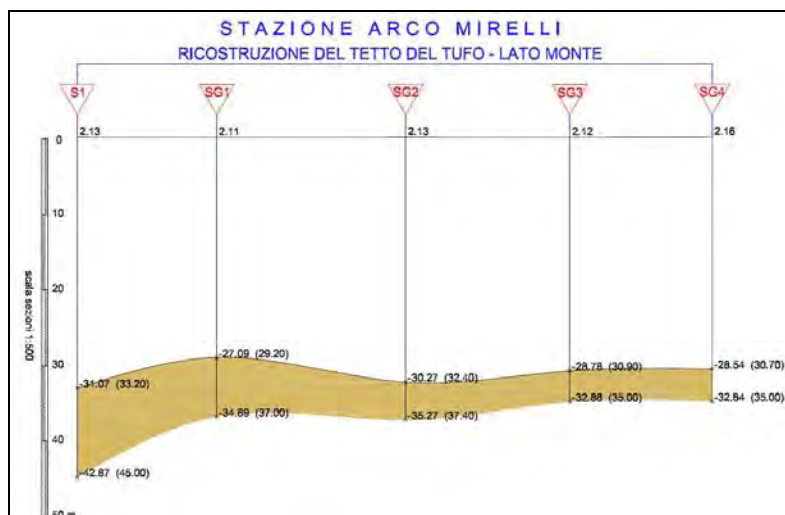 STAZIONE ARCO MIRELLI
RICOSTRUZIONE DEL TETTO DEL TUFO - LATO MONTE
S1 SG1 SG2 SG3 SG4
2.13 2.11 2.13 2.12 2.16
0
10
20
30
40
50 m
scala sezioni 1:500
-31.07 (33.20)
-27.09 (29.20)
-30.27 (32.40)
-28.78 (30.90)
-28.54 (30.70)
-42.87 (45.00)
-34.89 (37.00)
-35.27 (37.40)
-32.88 (35.00)
-32.84 (35.00)